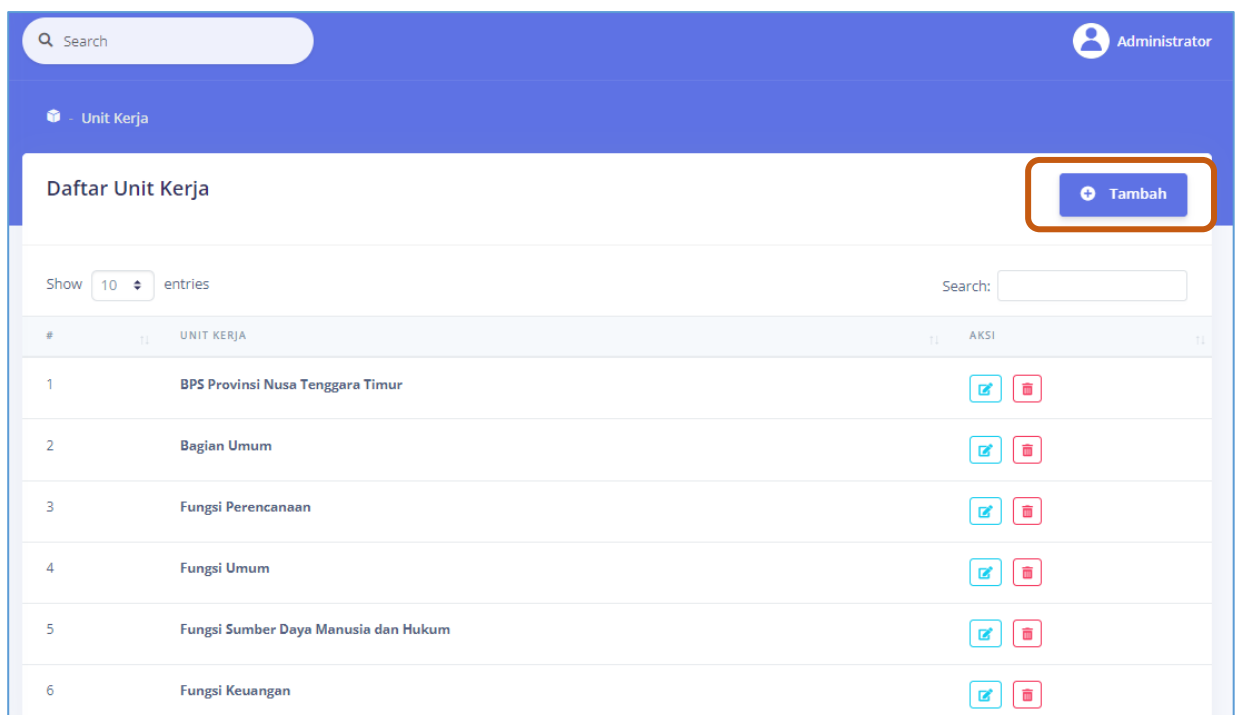 Search
Administrator
- Unit Kerja
Daftar Unit Kerja
Tambah
Show 10 entries
Search:
# UNIT KERJA AKSI
1 BPS Provinsi Nusa Tenggara Timur
2 Bagian Umum
3 Fungsi Perencanaan
4 Fungsi Umum
5 Fungsi Sumber Daya Manusia dan Hukum
6 Fungsi Keuangan